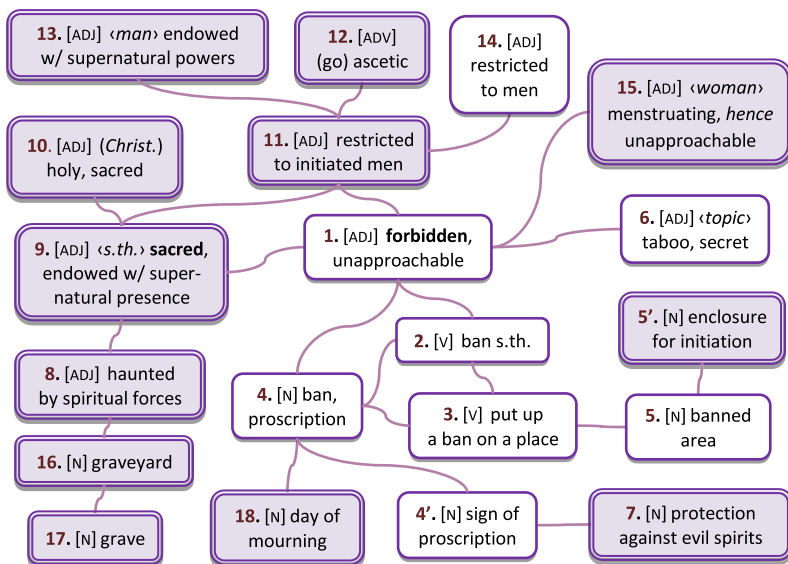 13. [ADJ] ‹man› endowed
w/ supernatural powers
12. [ADV]
(go) ascetic
14. [ADJ]
restricted
to men
15. [ADJ] ‹woman›
menstruating, hence
unapproachable
10. [ADJ] (Christ.)
holy, sacred
11. [ADJ] restricted
to initiated men
9. [ADJ] ‹s.th.› sacred,
endowed w/ super-
natural presence
1. [ADJ] forbidden,
unapproachable
6. [ADJ] ‹topic›
taboo, secret
2. [V] ban s.th.
5’. [N] enclosure
for initiation
8. [ADJ] haunted
by spiritual forces
4. [N] ban,
proscription
3. [V] put up
a ban on a place
5. [N] banned
area
16. [N] graveyard
17. [N] grave
18. [N] day of
mourning
4’. [N] sign of
proscription
7. [N] protection
against evil spirits